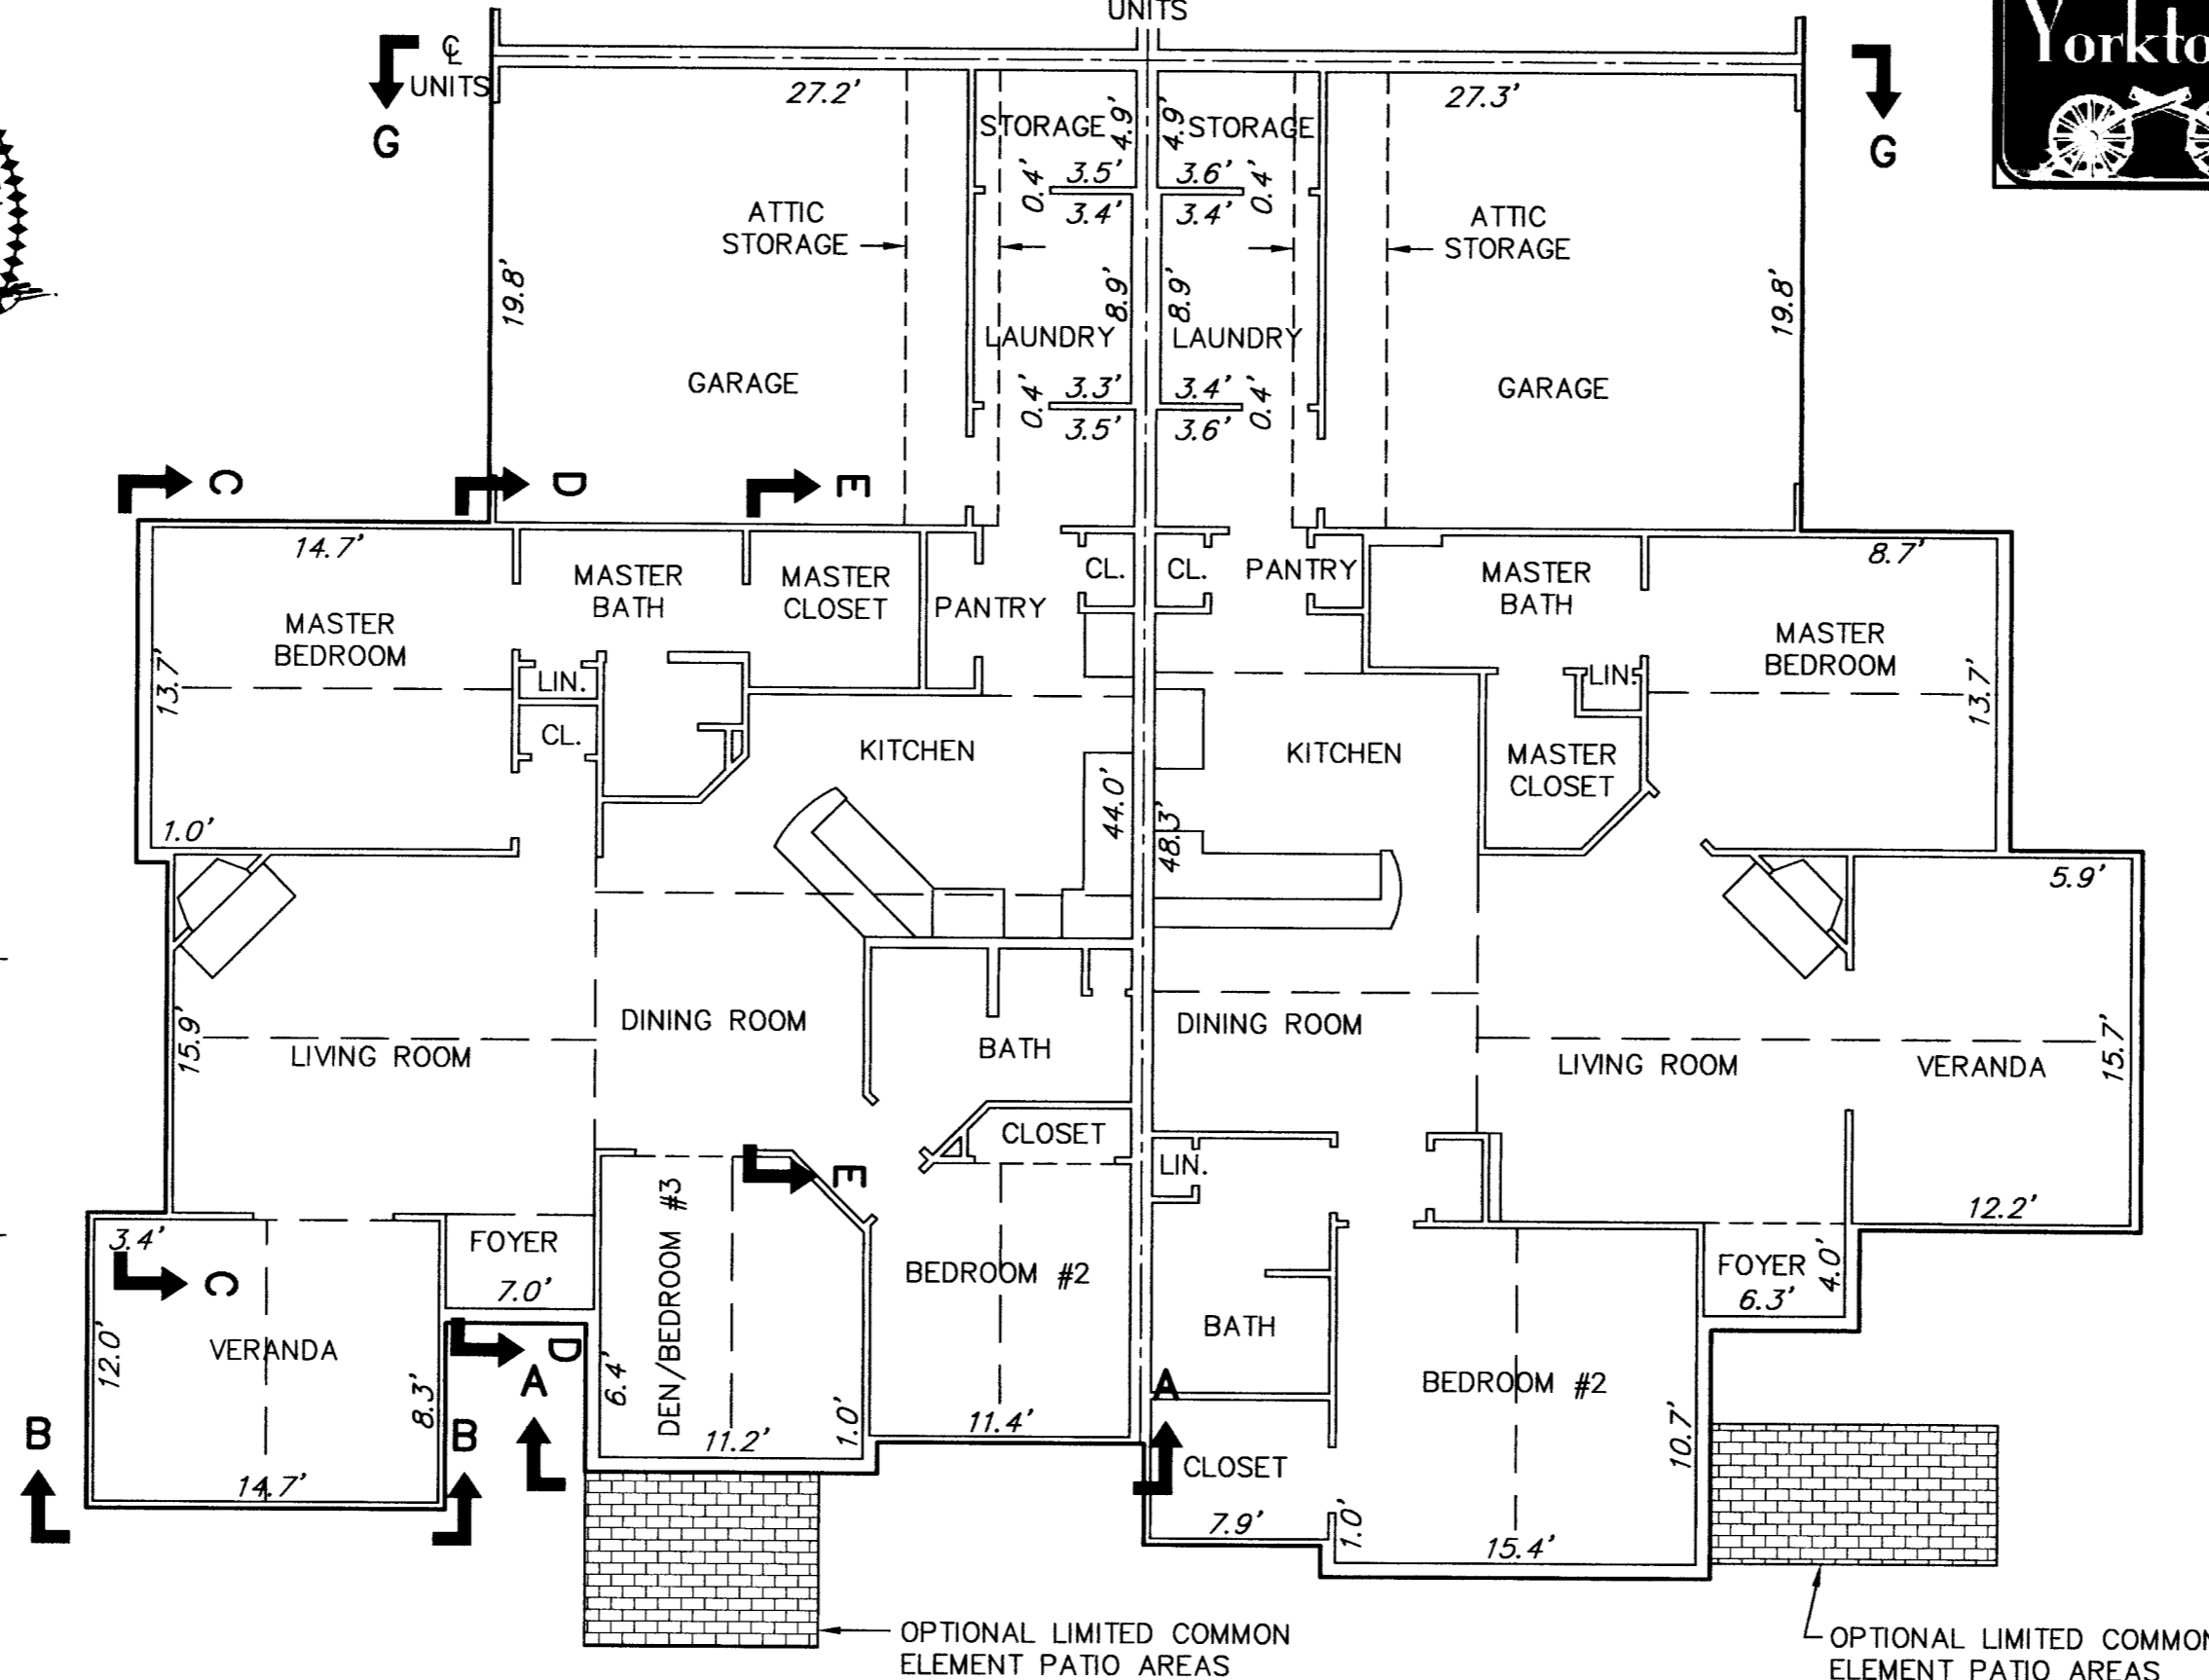 UNITS
Yorkto
℄
UNITS
G
G
27.2'
27.3'
STORAGE
4.9'
4.9'
STORAGE
3.5'
3.6'
0.4'
0.4'
3.4'
3.4'
ATTIC
STORAGE
ATTIC
STORAGE
19.8'
8.9'
8.9'
19.8'
LAUNDRY
LAUNDRY
GARAGE
GARAGE
0.4'
3.3'
3.4'
0.4'
3.5'
3.6'
C
D
E
14.7'
8.7'
MASTER
BATH
MASTER
CLOSET
PANTRY
CL.
CL.
PANTRY
MASTER
BATH
MASTER
BEDROOM
MASTER
BEDROOM
13.7'
LIN.
LIN.
13.7'
CL.
KITCHEN
KITCHEN
MASTER
CLOSET
44.0'
48.3'
1.0'
5.9'
DINING ROOM
DINING ROOM
15.9'
LIVING ROOM
BATH
LIVING ROOM
VERANDA
15.7'
CLOSET
LIN.
E
DEN/BEDROOM #3
12.2'
3.4'
FOYER
C
7.0'
BEDROOM #2
FOYER
4.0'
6.3'
VERANDA
12.0'
8.3'
D
A
6.4'
BATH
A
BEDROOM #2
B
B
11.2'
1.0'
11.4'
10.7'
CLOSET
14.7'
7.9'
1.0'
15.4'
OPTIONAL LIMITED COMMON
ELEMENT PATIO AREAS
OPTIONAL LIMITED COMMON
ELEMENT PATIO AREAS